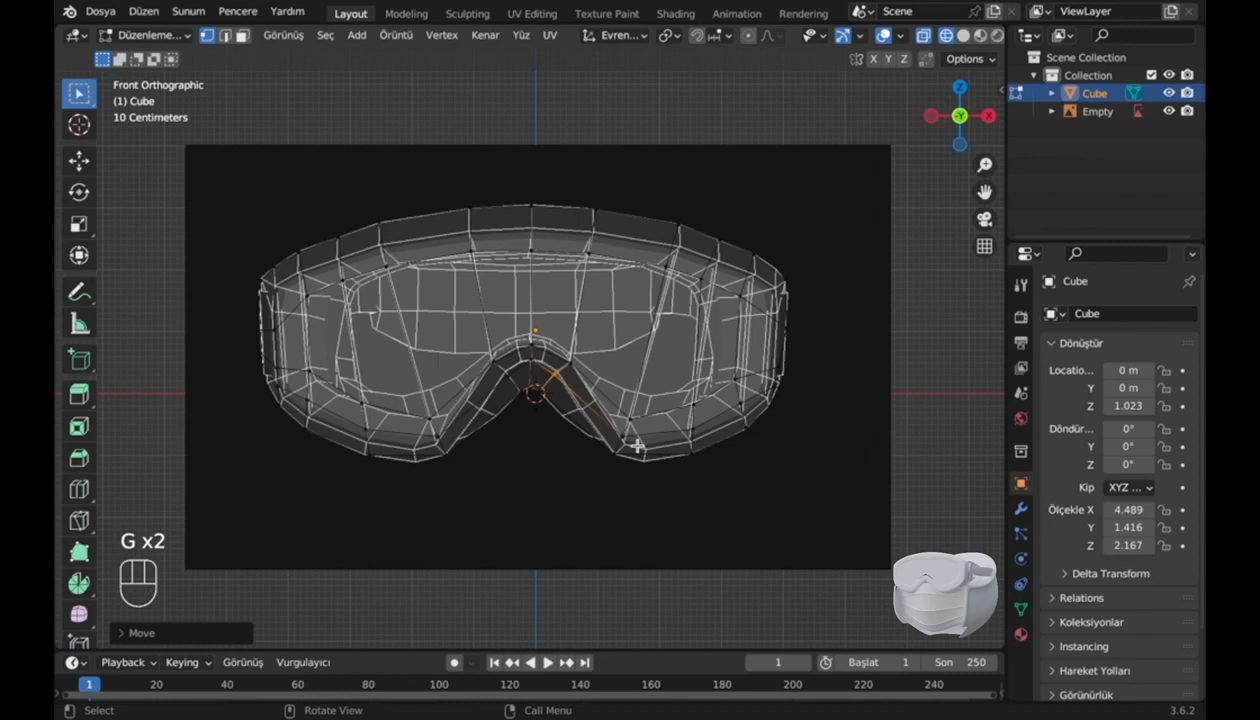 Dosya Düzen Sunum Pencere Yardım Layout Modeling Sculpting UV Editing Texture Paint Shading Animation Rendering Scene ViewLayer
Düzenleme... Görünüş Seç Add Örüntü Vertex Kenar Yüz UV Evren...
X Y Z Options
Front Orthographic
(1) Cube
10 Centimeters
Z
X
-Y
Scene Collection
Collection
Cube
Empty
Cube
Cube
Dönüştür
Locatio... 0 m
Y 0 m
Z 1.023
Döndür... 0°
Y 0°
Z 0°
Kip XYZ ...
Ölçekle X 4.489
Y 1.416
Z 2.167
Delta Transform
Relations
Koleksiyonlar
Instancing
Hareket Yolları
Görünürlük
G x2
Move
Playback Keying Görünüş Vurgulayıcı 1 Başlat 1 Son 250
1 20 40 60 80 100 120 140 160 180 200 220 240
Select Rotate View Call Menu 3.6.2